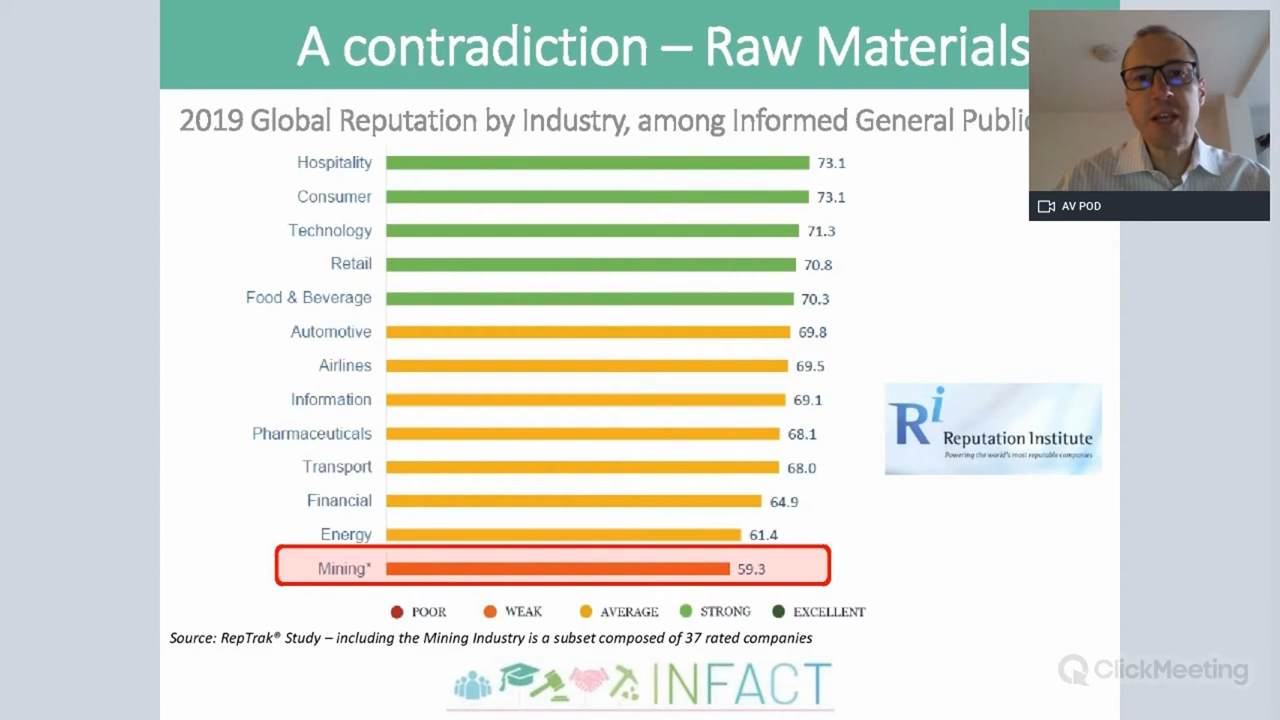 A contradiction – Raw Materials
2019 Global Reputation by Industry, among Informed General Public
Hospitality 73.1
Consumer 73.1
Technology 71.3
Retail 70.8
Food & Beverage 70.3
Automotive 69.8
Airlines 69.5
Information 69.1
Pharmaceuticals 68.1
Transport 68.0
Financial 64.9
Energy 61.4
Mining* 59.3
POOR WEAK AVERAGE STRONG EXCELLENT
Source: RepTrak® Study – including the Mining Industry is a subset composed of 37 rated companies
INFACT
Ri
Reputation Institute
Powering the world's most reputable companies
AV POD
ClickMeeting